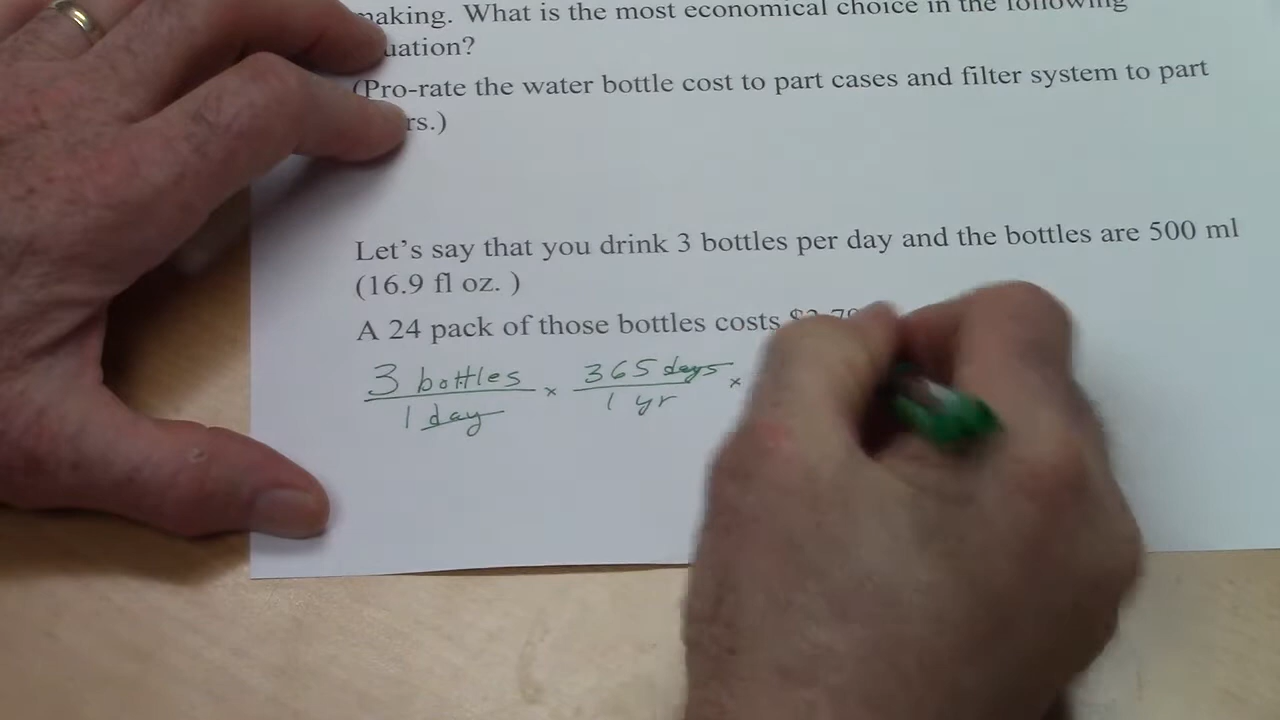 making. What is the most economical choice in the following
uation?
(Pro-rate the water bottle cost to part cases and filter system to part
rs.)
Let's say that you drink 3 bottles per day and the bottles are 500 ml
(16.9 fl oz. )
A 24 pack of those bottles costs
3 bottles × 365 days ×
1 day 1 yr